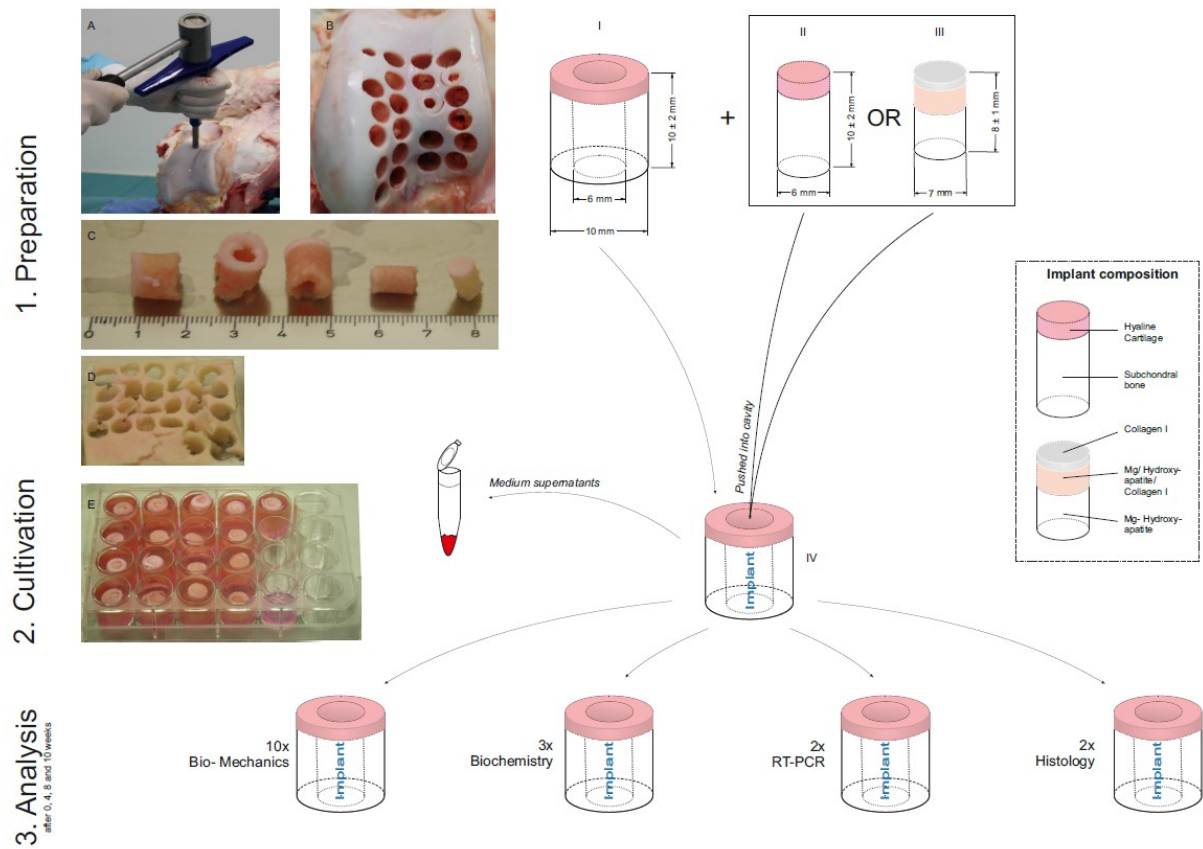 1. Preparation
A
B
C
0 1 2 3 4 5 6 7 8
D
I
10 ± 2 mm
6 mm
10 mm
+
II
10 ± 2 mm
6 mm
OR
III
8 ± 1 mm
7 mm
Implant composition
Hyaline
Cartilage
Subchondral
bone
Collagen I
Mg/ Hydroxy-
apatite/
Collagen I
Mg- Hydroxy-
apatite
2. Cultivation
E
Medium supernatants
Pushed into cavity
Implant
IV
3. Analysis
after 0, 4, 8 and 10 weeks
10x
Bio- Mechanics
Implant
3x
Biochemistry
Implant
2x
RT-PCR
Implant
2x
Histology
Implant